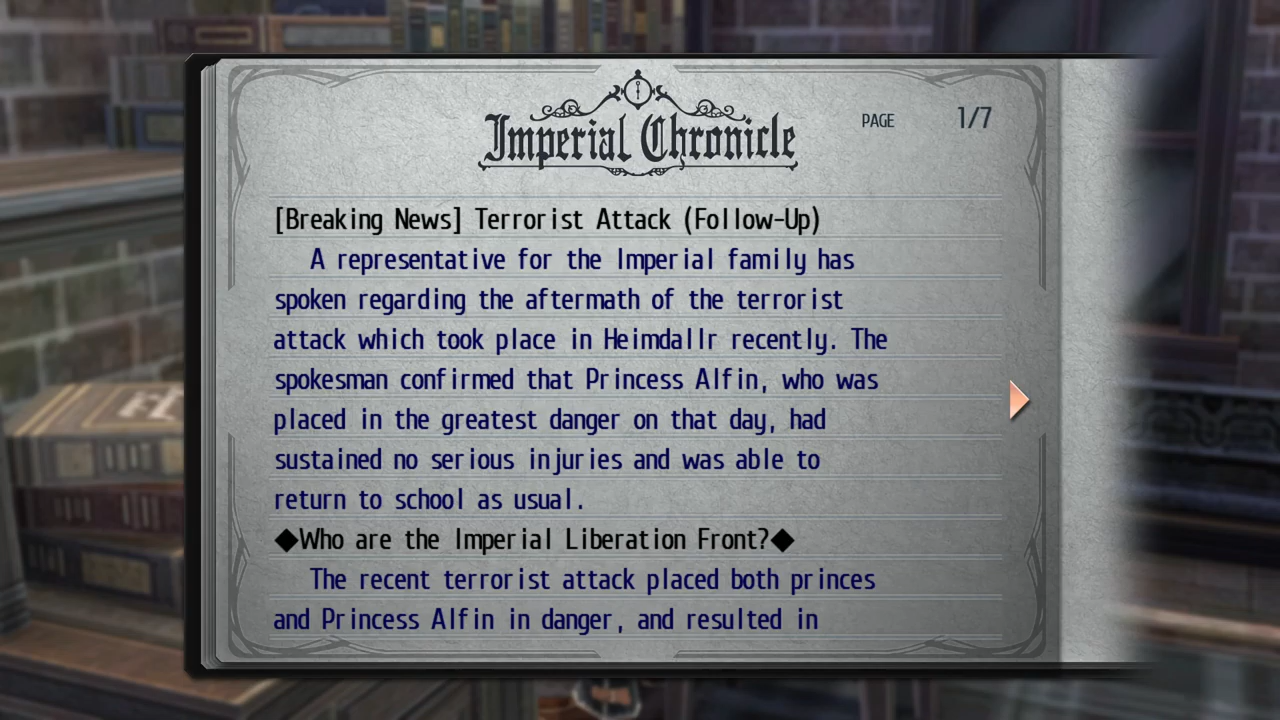 Imperial Chronicle
PAGE 1/7
[Breaking News] Terrorist Attack (Follow-Up)
A representative for the Imperial family has
spoken regarding the aftermath of the terrorist
attack which took place in Heimdallr recently. The
spokesman confirmed that Princess Alfin, who was
placed in the greatest danger on that day, had
sustained no serious injuries and was able to
return to school as usual.
◆Who are the Imperial Liberation Front?◆
The recent terrorist attack placed both princes
and Princess Alfin in danger, and resulted in